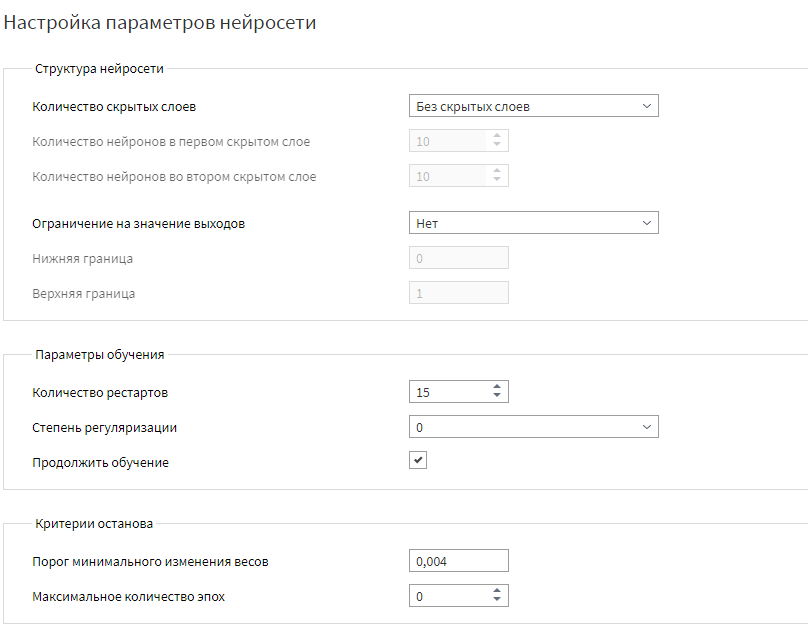 Настройка параметров нейросети
Структура нейросети
Количество скрытых слоев Без скрытых слоев
Количество нейронов в первом скрытом слое 10
Количество нейронов во втором скрытом слое 10
Ограничение на значение выходов Нет
Нижняя граница 0
Верхняя граница 1
Параметры обучения
Количество рестартов 15
Степень регуляризации 0
Продолжить обучение
Критерии останова
Порог минимального изменения весов 0,004
Максимальное количество эпох 0